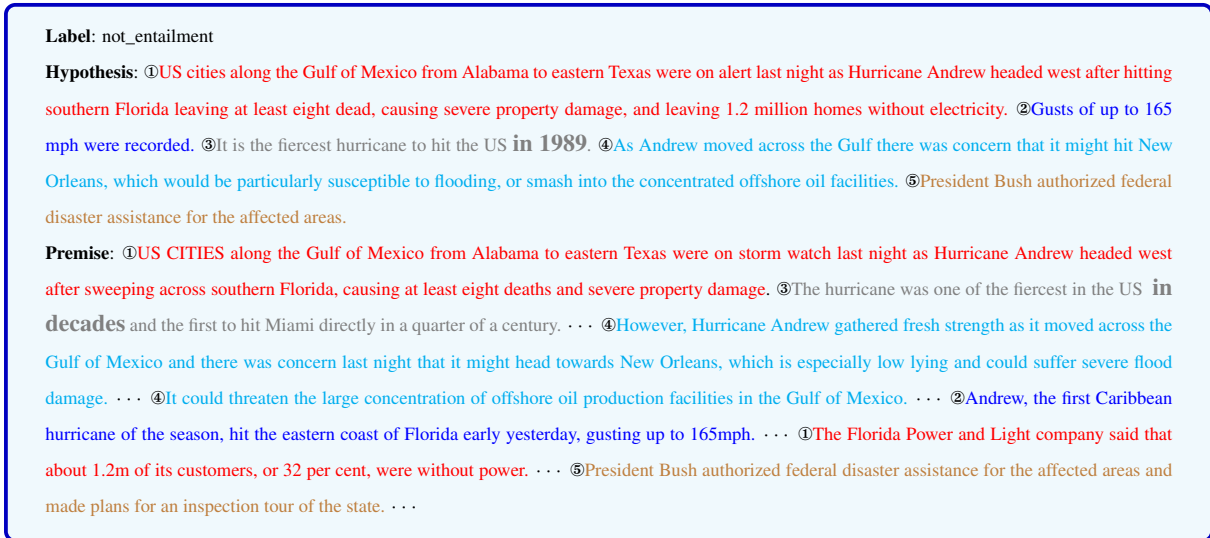 Label: not_entailment
Hypothesis: ①US cities along the Gulf of Mexico from Alabama to eastern Texas were on alert last night as Hurricane Andrew headed west after hitting
southern Florida leaving at least eight dead, causing severe property damage, and leaving 1.2 million homes without electricity. ②Gusts of up to 165
mph were recorded. ③It is the fiercest hurricane to hit the US in 1989. ④As Andrew moved across the Gulf there was concern that it might hit New
Orleans, which would be particularly susceptible to flooding, or smash into the concentrated offshore oil facilities. ⑤President Bush authorized federal
disaster assistance for the affected areas.
Premise: ①US CITIES along the Gulf of Mexico from Alabama to eastern Texas were on storm watch last night as Hurricane Andrew headed west
after sweeping across southern Florida, causing at least eight deaths and severe property damage. ③The hurricane was one of the fiercest in the US in
decades and the first to hit Miami directly in a quarter of a century. · · · ④However, Hurricane Andrew gathered fresh strength as it moved across the
Gulf of Mexico and there was concern last night that it might head towards New Orleans, which is especially low lying and could suffer severe flood
damage. · · · ④It could threaten the large concentration of offshore oil production facilities in the Gulf of Mexico. · · · ②Andrew, the first Caribbean
hurricane of the season, hit the eastern coast of Florida early yesterday, gusting up to 165mph. · · · ①The Florida Power and Light company said that
about 1.2m of its customers, or 32 per cent, were without power. · · · ⑤President Bush authorized federal disaster assistance for the affected areas and
made plans for an inspection tour of the state. · · ·